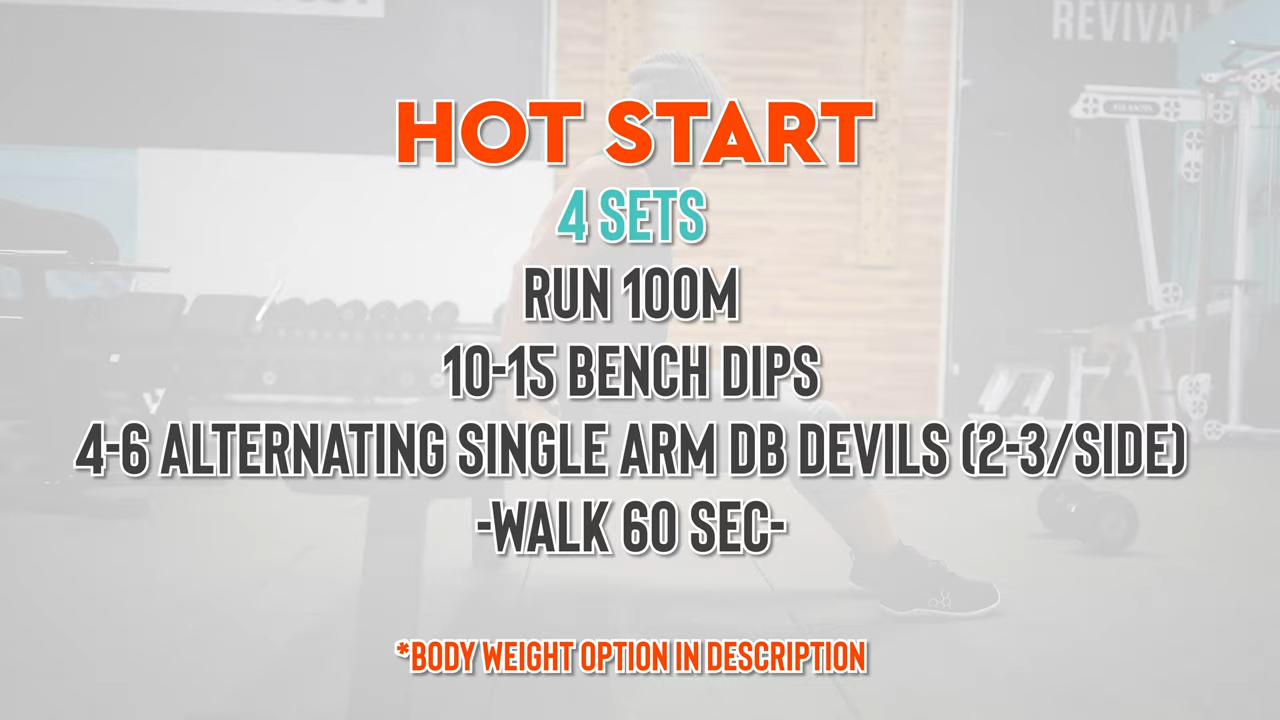 REVIVAL
HOT START
4 SETS
RUN 100M
10-15 BENCH DIPS
4-6 ALTERNATING SINGLE ARM DB DEVILS (2-3/SIDE)
-WALK 60 SEC-
*BODY WEIGHT OPTION IN DESCRIPTION